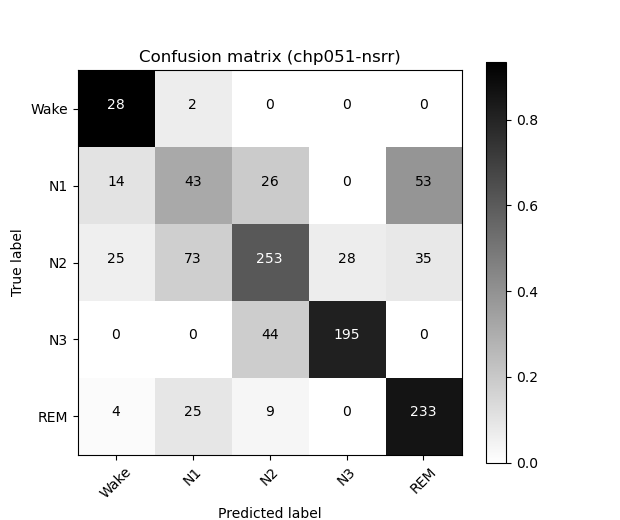 Confusion matrix (chp051-nsrr)
True label
Wake 28 2 0 0 0
N1 14 43 26 0 53
N2 25 73 253 28 35
N3 0 0 44 195 0
REM 4 25 9 0 233
Wake N1 N2 N3 REM
Predicted label
0.8
0.6
0.4
0.2
0.0